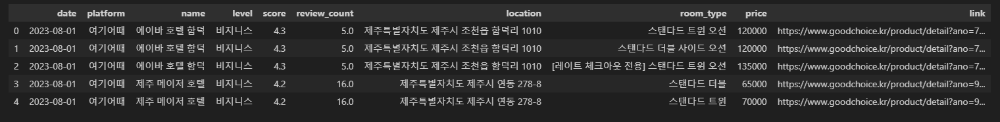 date platform name level score review_count location room_type price link
0 2023-08-01 여기어때 에이바 호텔 함덕 비지니스 4.3 5.0 제주특별자치도 제주시 조천읍 함덕리 1010 스탠다드 트윈 오션 120000 https://www.goodchoice.kr/product/detail?ano=7...
1 2023-08-01 여기어때 에이바 호텔 함덕 비지니스 4.3 5.0 제주특별자치도 제주시 조천읍 함덕리 1010 스탠다드 더블 사이드 오션 120000 https://www.goodchoice.kr/product/detail?ano=7...
2 2023-08-01 여기어때 에이바 호텔 함덕 비지니스 4.3 5.0 제주특별자치도 제주시 조천읍 함덕리 1010 [레이트 체크아웃 전용] 스탠다드 트윈 오션 135000 https://www.goodchoice.kr/product/detail?ano=7...
3 2023-08-01 여기어때 제주 메이저 호텔 비지니스 4.2 16.0 제주특별자치도 제주시 연동 278-8 스탠다드 더블 65000 https://www.goodchoice.kr/product/detail?ano=9...
4 2023-08-01 여기어때 제주 메이저 호텔 비지니스 4.2 16.0 제주특별자치도 제주시 연동 278-8 스탠다드 트윈 70000 https://www.goodchoice.kr/product/detail?ano=9...